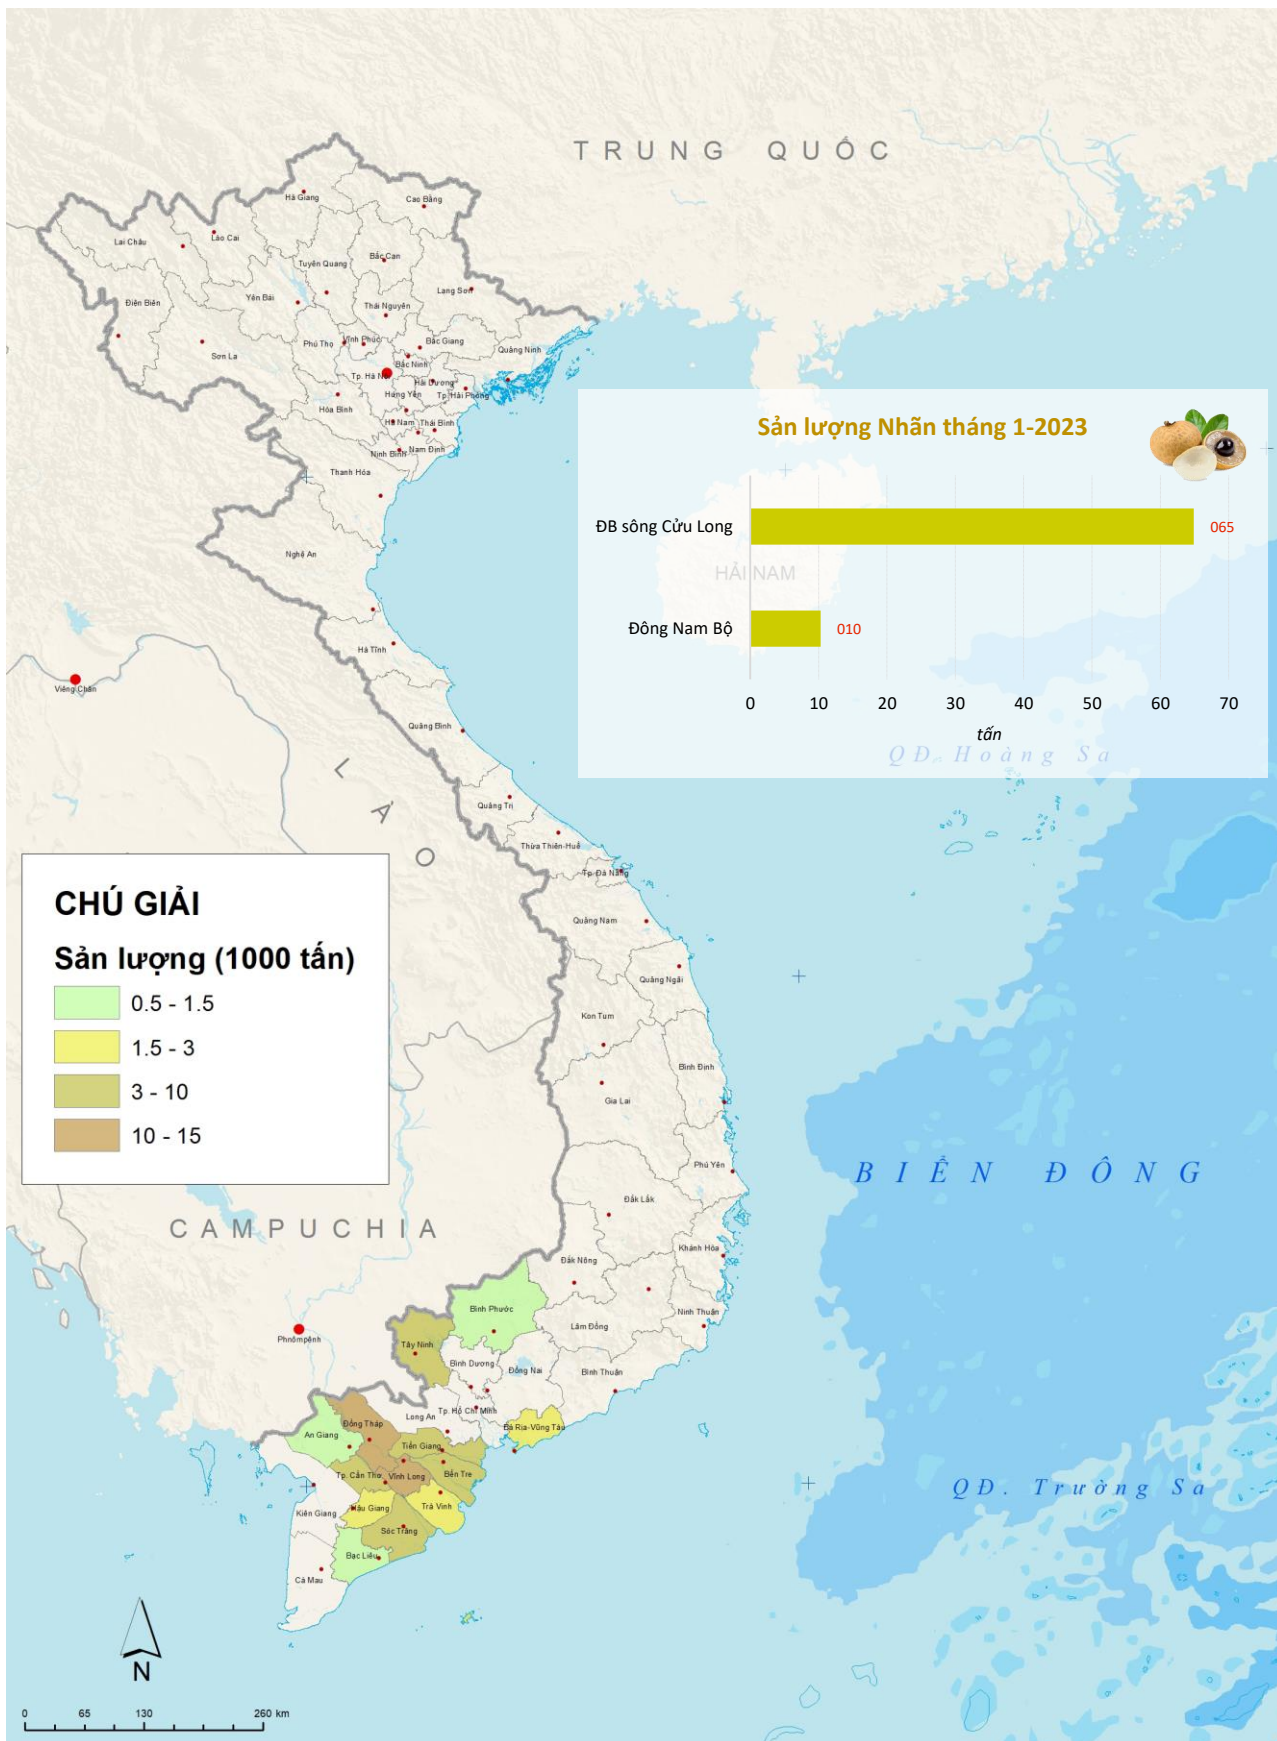 TRUNG QUỐC
Hà Giang
Cao Bằng
Lai Châu
Lào Cai
Tuyên Quang
Bắc Cạn
Điện Biên
Yên Bái
Lạng Sơn
Thái Nguyên
Sơn La
Phú Thọ
Vĩnh Phúc
Bắc Giang
Quảng Ninh
Bắc Ninh
Tp. Hà Nội
Hải Dương
Hưng Yên
Tp. Hải Phòng
Hòa Bình
Hà Nam
Thái Bình
Ninh Bình
Nam Định
Thanh Hóa
Nghệ An
Hà Tĩnh
Viêng Chăn
Quảng Bình
LÀO
Quảng Trị
Thừa Thiên-Huế
Tp.Đà Nẵng
Quảng Nam
Quảng Ngãi
Kon Tum
Bình Định
Gia Lai
Phú Yên
Đắk Lắk
Khánh Hòa
Đắk Nông
Ninh Thuận
Lâm Đồng
Bình Thuận
Sản lượng Nhãn tháng 1-2023
ĐB sông Cửu Long
065
HẢI NAM
Đông Nam Bộ
010
0 10 20 30 40 50 60 70
tấn
QĐ. Hoàng Sa
CHÚ GIẢI
Sản lượng (1000 tấn)
0.5 - 1.5
1.5 - 3
3 - 10
10 - 15
BIỂN ĐÔNG
CAMPUCHIA
Phnômpênh
Bình Phước
Tây Ninh
Bình Dương
Đồng Nai
Tp. Hồ Chí Minh
Long An
Bà Rịa-Vũng Tàu
Đồng Tháp
An Giang
Tiền Giang
Tp. Cần Thơ
Vĩnh Long
Bến Tre
Hậu Giang
Trà Vinh
Kiên Giang
Sóc Trăng
Bạc Liêu
Cà Mau
QĐ. Trường Sa
N
0 65 130 260 km